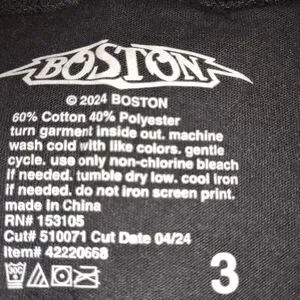 BOSTON
© 2024 BOSTON
60% Cotton 40% Polyester
turn garment inside out. machine
wash cold with like colors. gentle
cycle. use only non-chlorine bleach
If needed. tumble dry low. cool iron
if needed. do not iron screen print.
made in China
RN# 153105
Cut# 510071 Cut Date 04/24
Item# 42220668
30C
3